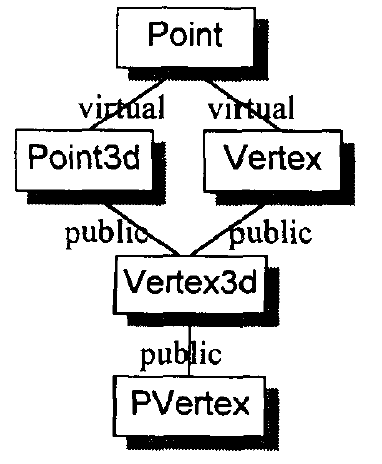 Point
virtual virtual
Point3d Vertex
public public
Vertex3d
public
PVertex